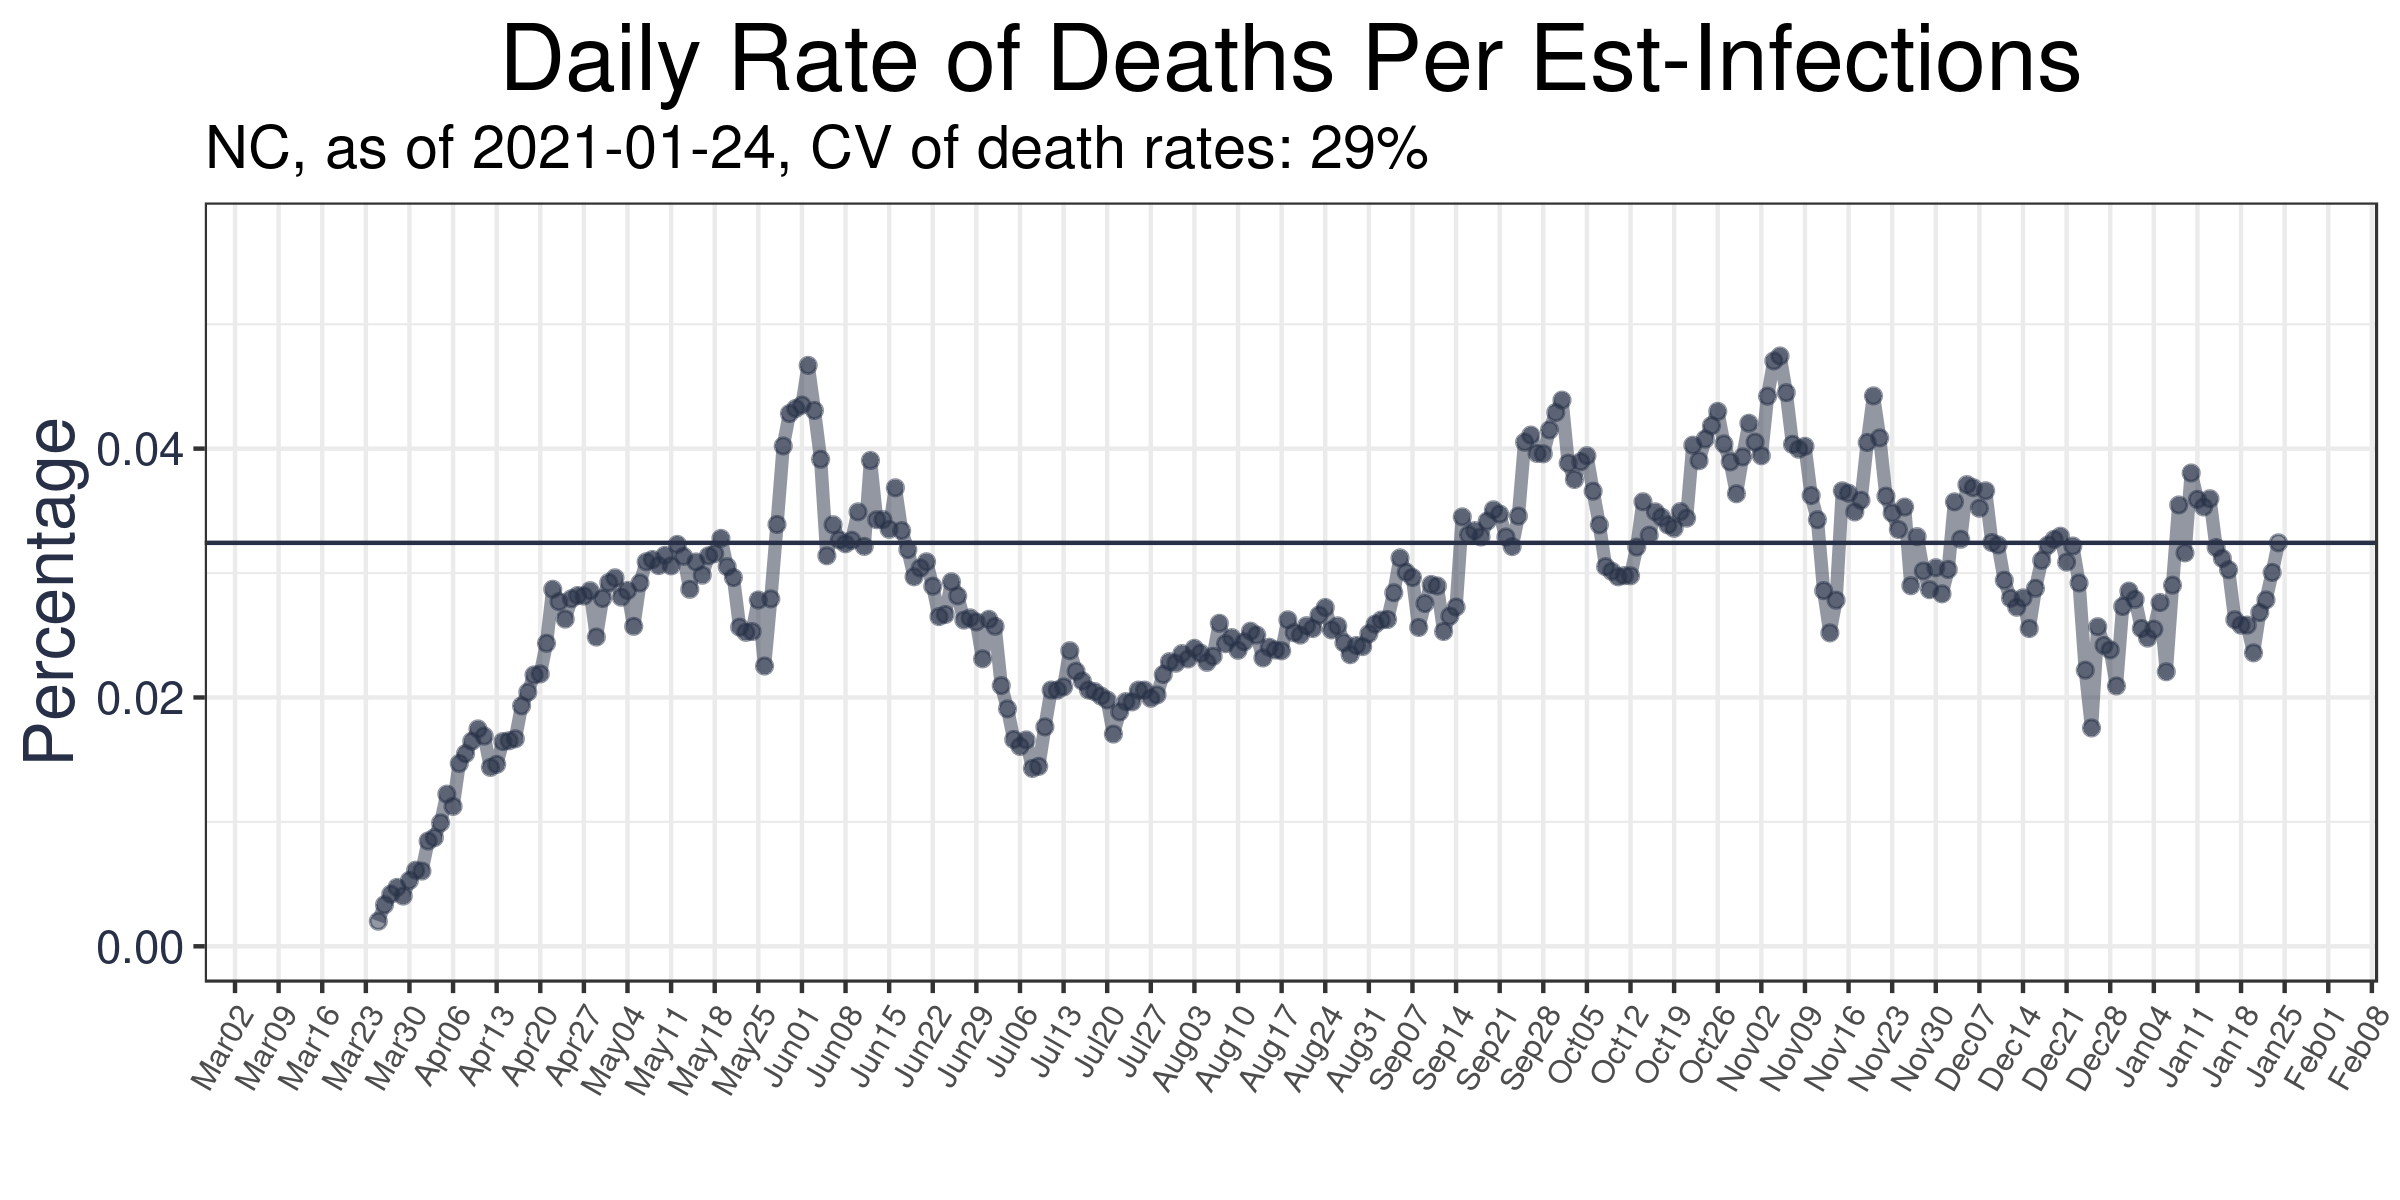 Daily Rate of Deaths Per Est-Infections
NC, as of 2021-01-24, CV of death rates: 29%
Percentage
0.04
0.02
0.00
Mar02
Mar09
Mar16
Mar23
Mar30
Apr06
Apr13
Apr20
Apr27
May04
May11
May18
May25
Jun01
Jun08
Jun15
Jun22
Jun29
Jul06
Jul13
Jul20
Jul27
Aug03
Aug10
Aug17
Aug24
Aug31
Sep07
Sep14
Sep21
Sep28
Oct05
Oct12
Oct19
Oct26
Nov02
Nov09
Nov16
Nov23
Nov30
Dec07
Dec14
Dec21
Dec28
Jan04
Jan11
Jan18
Jan25
Feb01
Feb08